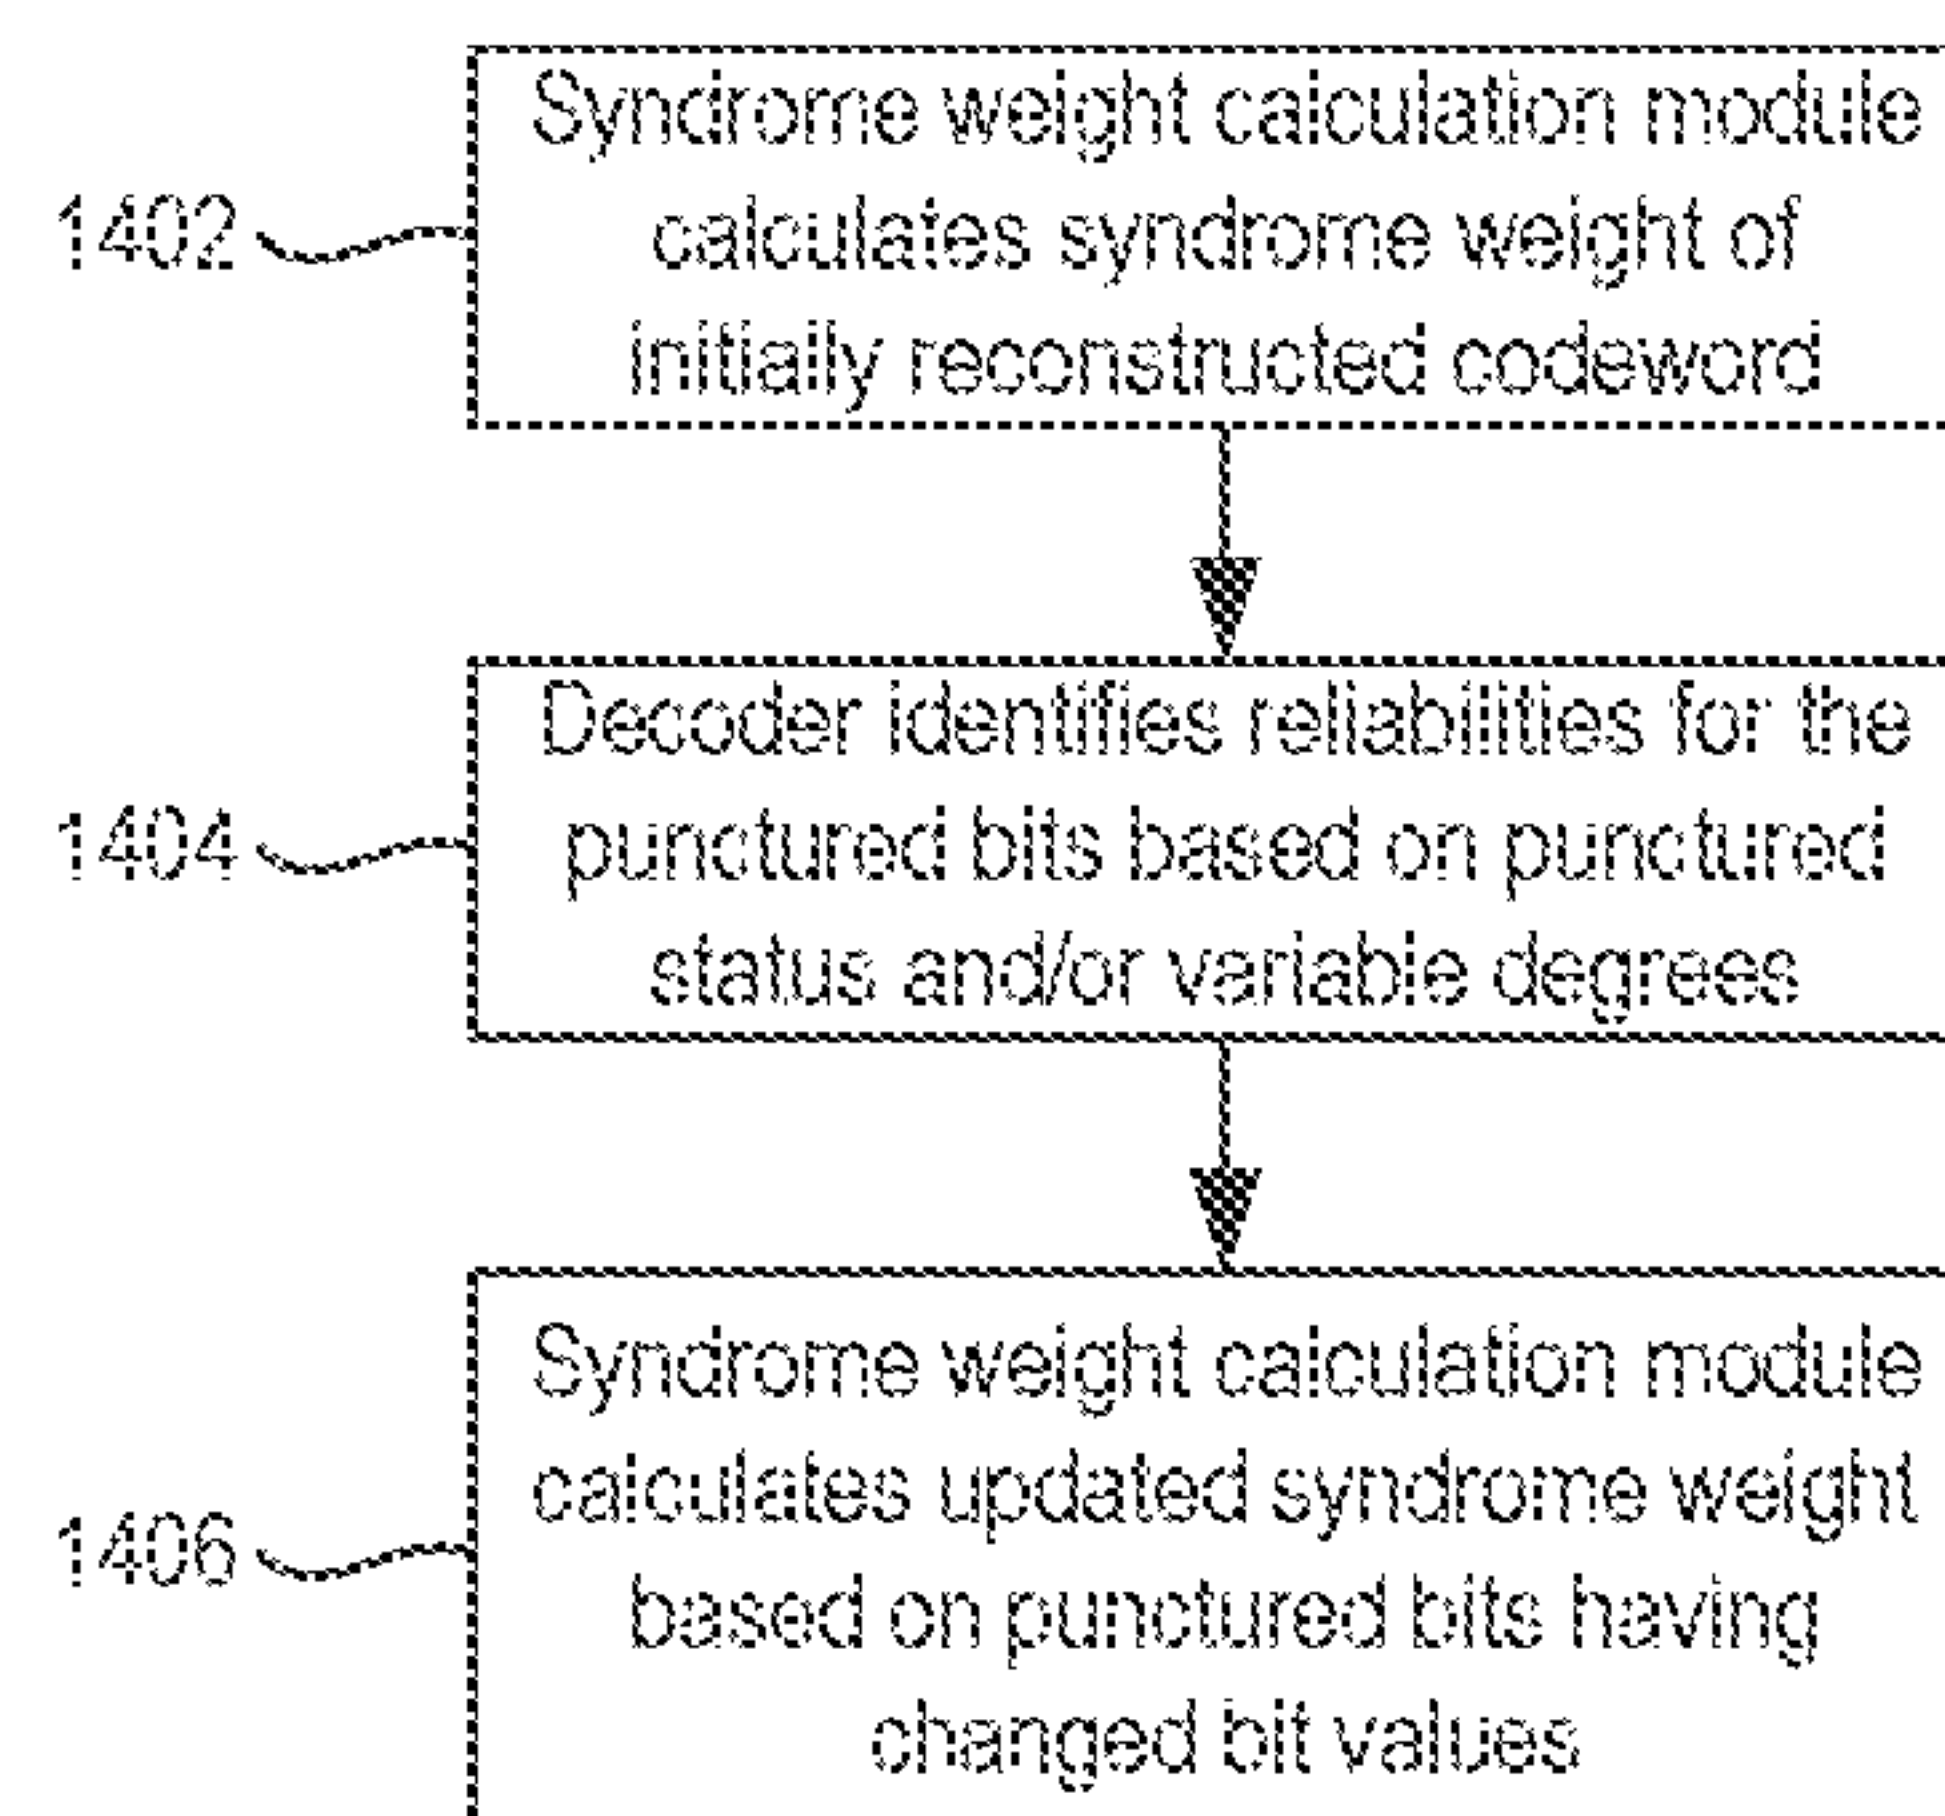 Syndrome weight calculation module
1402
calculates syndrome weight of
initially reconstructed codeword
Decoder identifies reliabilities for the
1404
punctured bits based on punctured
status and/or variable degrees
Syndrome weight calculation module
calculates updated syndrome weight
1406
based on punctured bits having
changed bit values